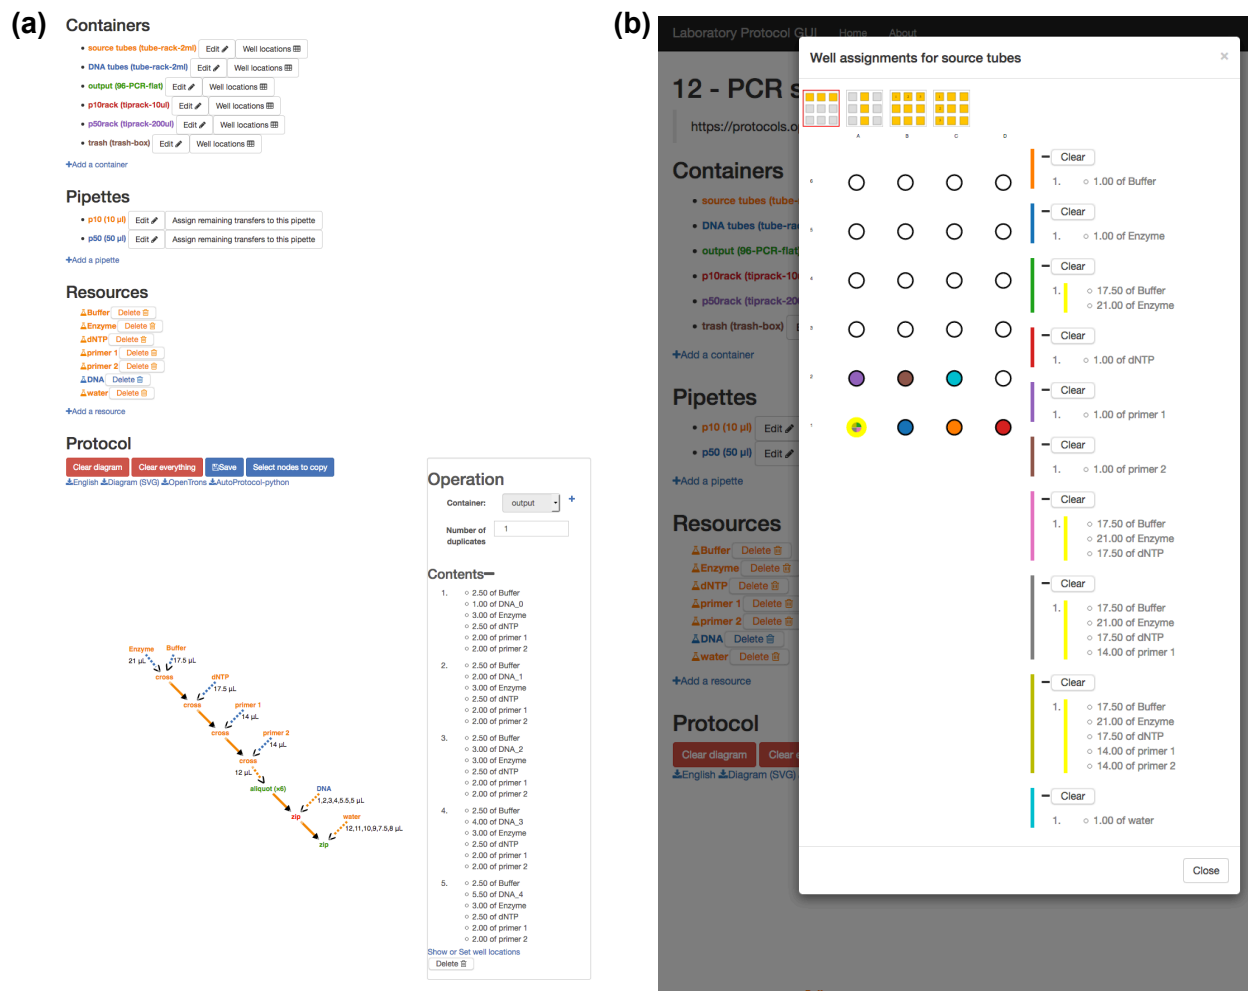 (a)
Containers
source tubes (tube-rack-2ml) Edit Well locations
DNA tubes (tube-rack-2ml) Edit Well locations
output (96-PCR-flat) Edit Well locations
p10rack (tiprack-10ul) Edit Well locations
p50rack (tiprack-200ul) Edit Well locations
trash (trash-box) Edit Well locations
+Add a container
Pipettes
p10 (10 µl) Edit Assign remaining transfers to this pipette
p50 (50 µl) Edit Assign remaining transfers to this pipette
+Add a pipette
Resources
Buffer Delete
Enzyme Delete
dNTP Delete
primer 1 Delete
primer 2 Delete
DNA Delete
water Delete
+Add a resource
Protocol
Clear diagram Clear everything Save Select nodes to copy
English Diagram (SVG) OpenTrons AutoProtocol-python
Enzyme Buffer
21 µL 17.5 µL
cross dNTP
17.5 µL
cross primer 1
14 µL
cross primer 2
14 µL
cross
12 µL
aliquot (x6) DNA
1,2,3,4,5.5,5 µL
zip water
12,11,10,9,7.5,8 µL
zip
Operation
Container: output +
Number of duplicates 1
Contents
1. 2.50 of Buffer
1.00 of DNA_0
3.00 of Enzyme
2.50 of dNTP
2.00 of primer 1
2.00 of primer 2
2. 2.50 of Buffer
2.00 of DNA_1
3.00 of Enzyme
2.50 of dNTP
2.00 of primer 1
2.00 of primer 2
3. 2.50 of Buffer
3.00 of DNA_2
3.00 of Enzyme
2.50 of dNTP
2.00 of primer 1
2.00 of primer 2
4. 2.50 of Buffer
4.00 of DNA_3
3.00 of Enzyme
2.50 of dNTP
2.00 of primer 1
2.00 of primer 2
5. 2.50 of Buffer
5.50 of DNA_4
3.00 of Enzyme
2.50 of dNTP
2.00 of primer 1
2.00 of primer 2
Show or Set well locations
Delete
(b)
Laboratory Protocol GUI Home About
12 - PCR s
https://protocols.op
Containers
source tubes (tube-
DNA tubes (tube-ra
output (96-PCR-flat)
p10rack (tiprack-10
p50rack (tiprack-200
trash (trash-box) E
+Add a container
Pipettes
p10 (10 µl) Edit
p50 (50 µl) Edit
+Add a pipette
Resources
Buffer Delete
Enzyme Delete
dNTP Delete
primer 1 Delete
primer 2 Delete
DNA Delete
water Delete
+Add a resource
Protocol
Clear diagram Clear e
English Diagram (SVG)
Well assignments for source tubes ×
A B C D
6
5
4
3
2
1
Clear
1. 1.00 of Buffer
Clear
1. 1.00 of Enzyme
Clear
1. 17.50 of Buffer
21.00 of Enzyme
Clear
1. 1.00 of dNTP
Clear
1. 1.00 of primer 1
Clear
1. 1.00 of primer 2
Clear
1. 17.50 of Buffer
21.00 of Enzyme
17.50 of dNTP
Clear
1. 17.50 of Buffer
21.00 of Enzyme
17.50 of dNTP
14.00 of primer 1
Clear
1. 17.50 of Buffer
21.00 of Enzyme
17.50 of dNTP
14.00 of primer 1
14.00 of primer 2
Clear
1. 1.00 of water
Close